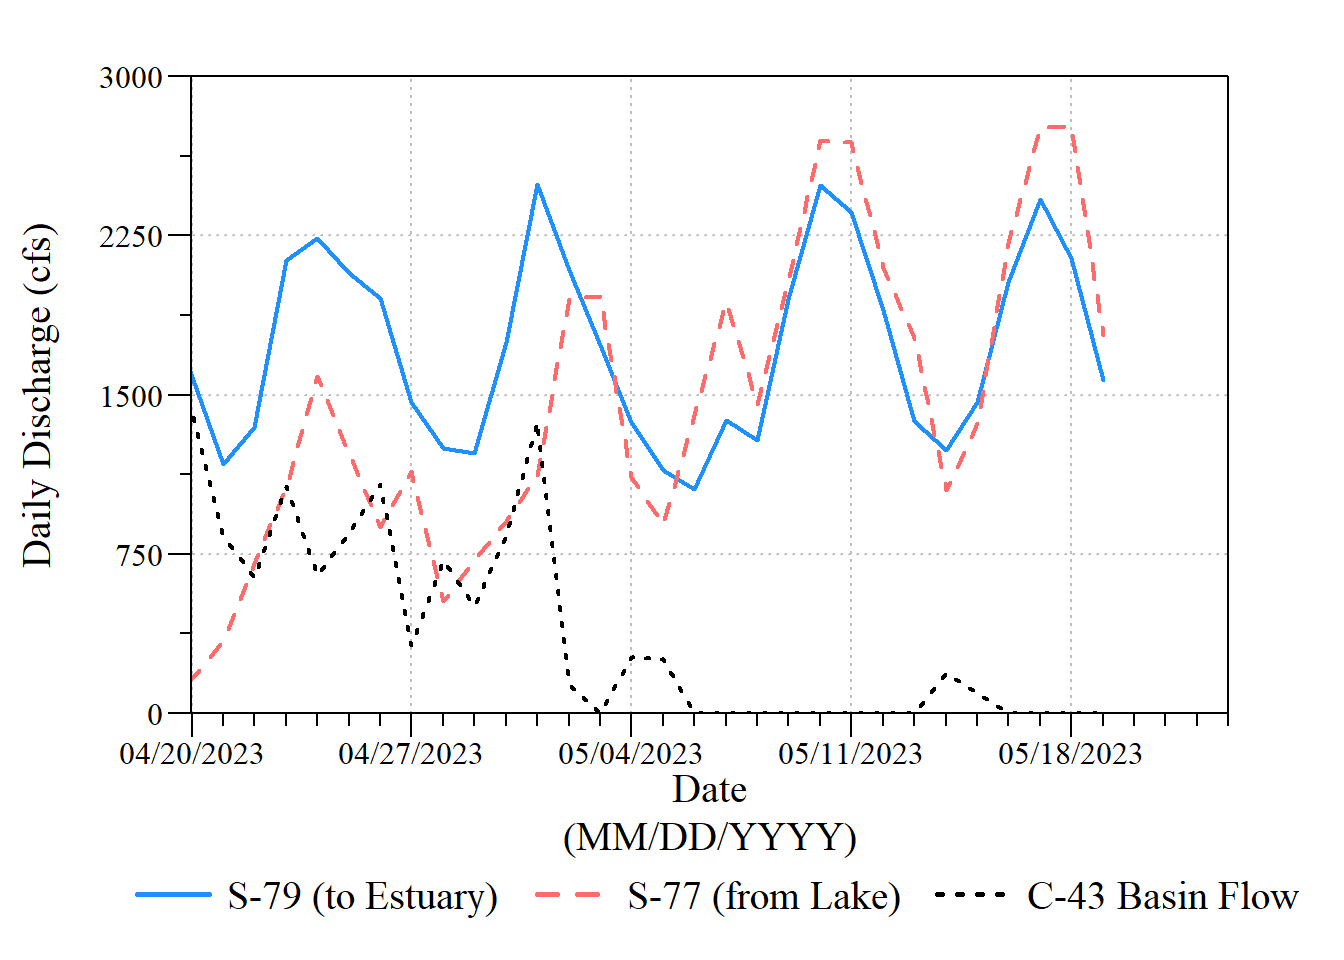 3000
2250
1500
750
0
Daily Discharge (cfs)
04/20/2023 04/27/2023 05/04/2023 05/11/2023 05/18/2023
Date
(MM/DD/YYYY)
S-79 (to Estuary) S-77 (from Lake) C-43 Basin Flow